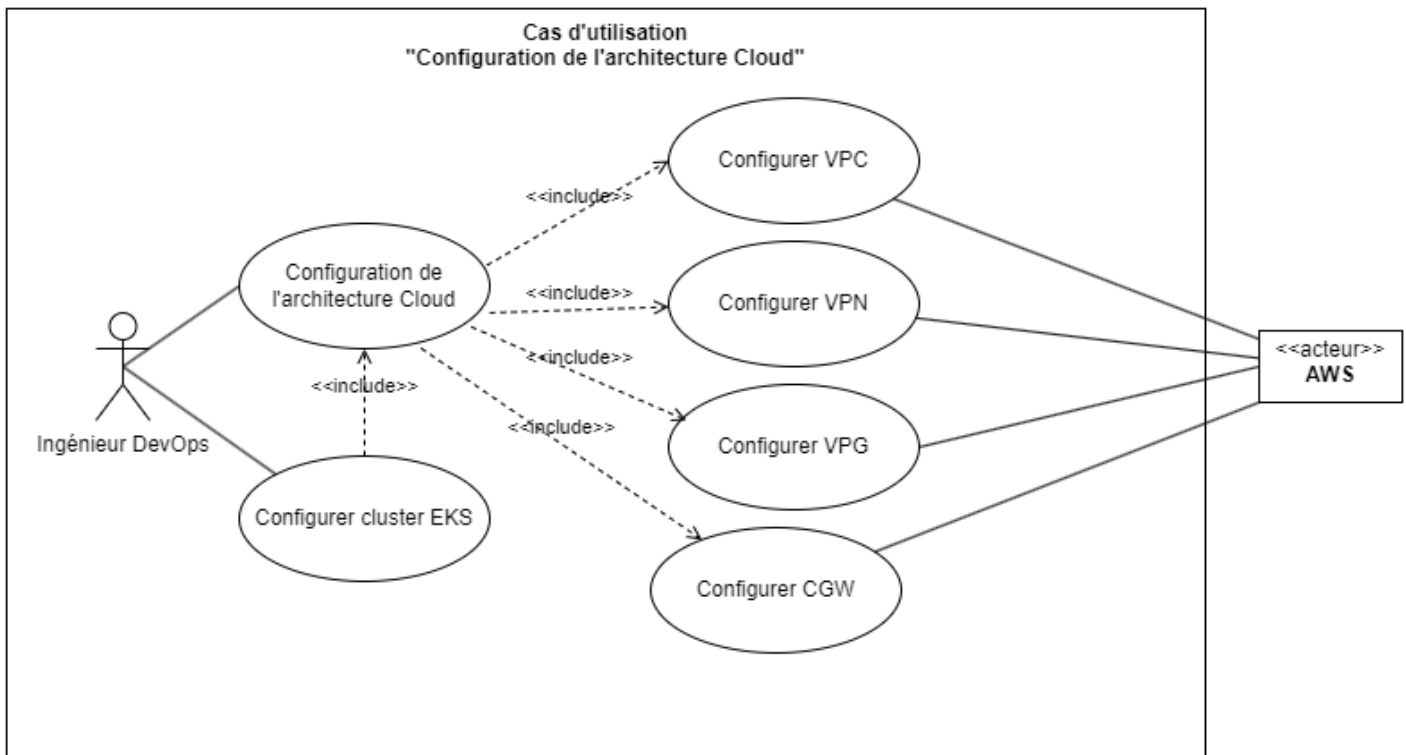 Cas d'utilisation
"Configuration de l'architecture Cloud"
Configurer VPC
<<include>>
Configuration de
l'architecture Cloud
<<include>>
Configurer VPN
<<include>>
<<acteur>>
AWS
<<include>>
<<include>>
Ingénieur DevOps
Configurer VPG
Configurer cluster EKS
Configurer CGW